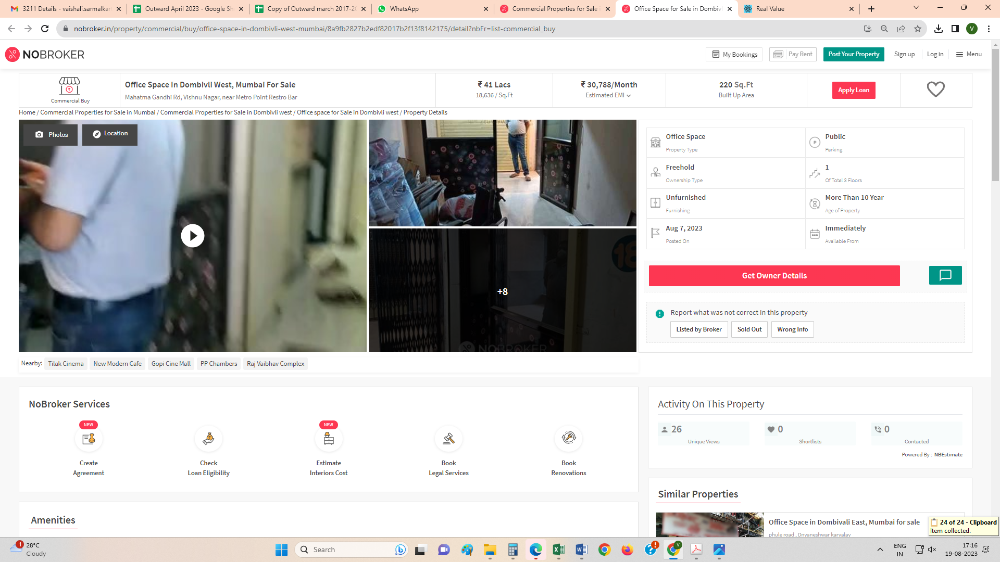 3211 Details - vaishali.sarmalkar
Outward April 2023 - Google Sh
Copy of Outward march 2017-20
WhatsApp
Commercial Properties for Sale i
Office Space for Sale in Dombivl
Real Value
nobroker.in/property/commercial/buy/office-space-in-dombivli-west-mumbai/8a9fb2827b2edf82017b2f13f8142175/detail?nbFr=list-commercial_buy
V
NOBROKER
My Bookings
Pay Rent
Post Your Property
Sign up
Log in
Menu
Commercial Buy
Office Space In Dombivli West, Mumbai For Sale
Mahatma Gandhi Rd, Vishnu Nagar, near Metro Point Restro Bar
₹ 41 Lacs
18,636 / Sq.Ft
₹ 30,788/Month
Estimated EMI
220 Sq.Ft
Built Up Area
Apply Loan
Home / Commercial Properties for Sale in Mumbai / Commercial Properties for Sale in Dombivli west / Office space for Sale in Dombivli west / Property Details
Photos
Location
+8
18
NOBROKER
Office Space
Property Type
Public
Parking
Freehold
Ownership Type
1
Of Total 3 Floors
Unfurnished
Furnishing
More Than 10 Year
Age of Property
Aug 7, 2023
Posted On
Immediately
Available From
Get Owner Details
Report what was not correct in this property
Listed by Broker
Sold Out
Wrong Info
Nearby:
Tilak Cinema
New Modern Cafe
Gopi Cine Mall
PP Chambers
Raj Vaibhav Complex
NoBroker Services
NEW
Create
Agreement
Check
Loan Eligibility
NEW
Estimate
Interiors Cost
Book
Legal Services
Book
Renovations
Activity On This Property
26
Unique Views
0
Shortlists
0
Contacted
Powered By : NBEstimate
Similar Properties
Office Space in Dombivali East, Mumbai for sale
phule road , Dnyaneshwar karyalay
Amenities
24 of 24 - Clipboard
Item collected.
1
28°C
Cloudy
Search
V
ENG
IN
17:16
19-08-2023